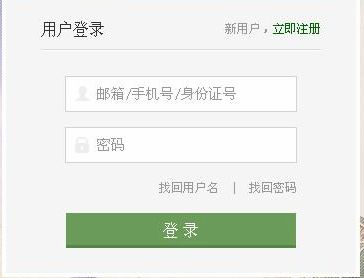 用户登录 新用户，立即注册
邮箱/手机号/身份证号
密码
找回用户名 | 找回密码
登 录